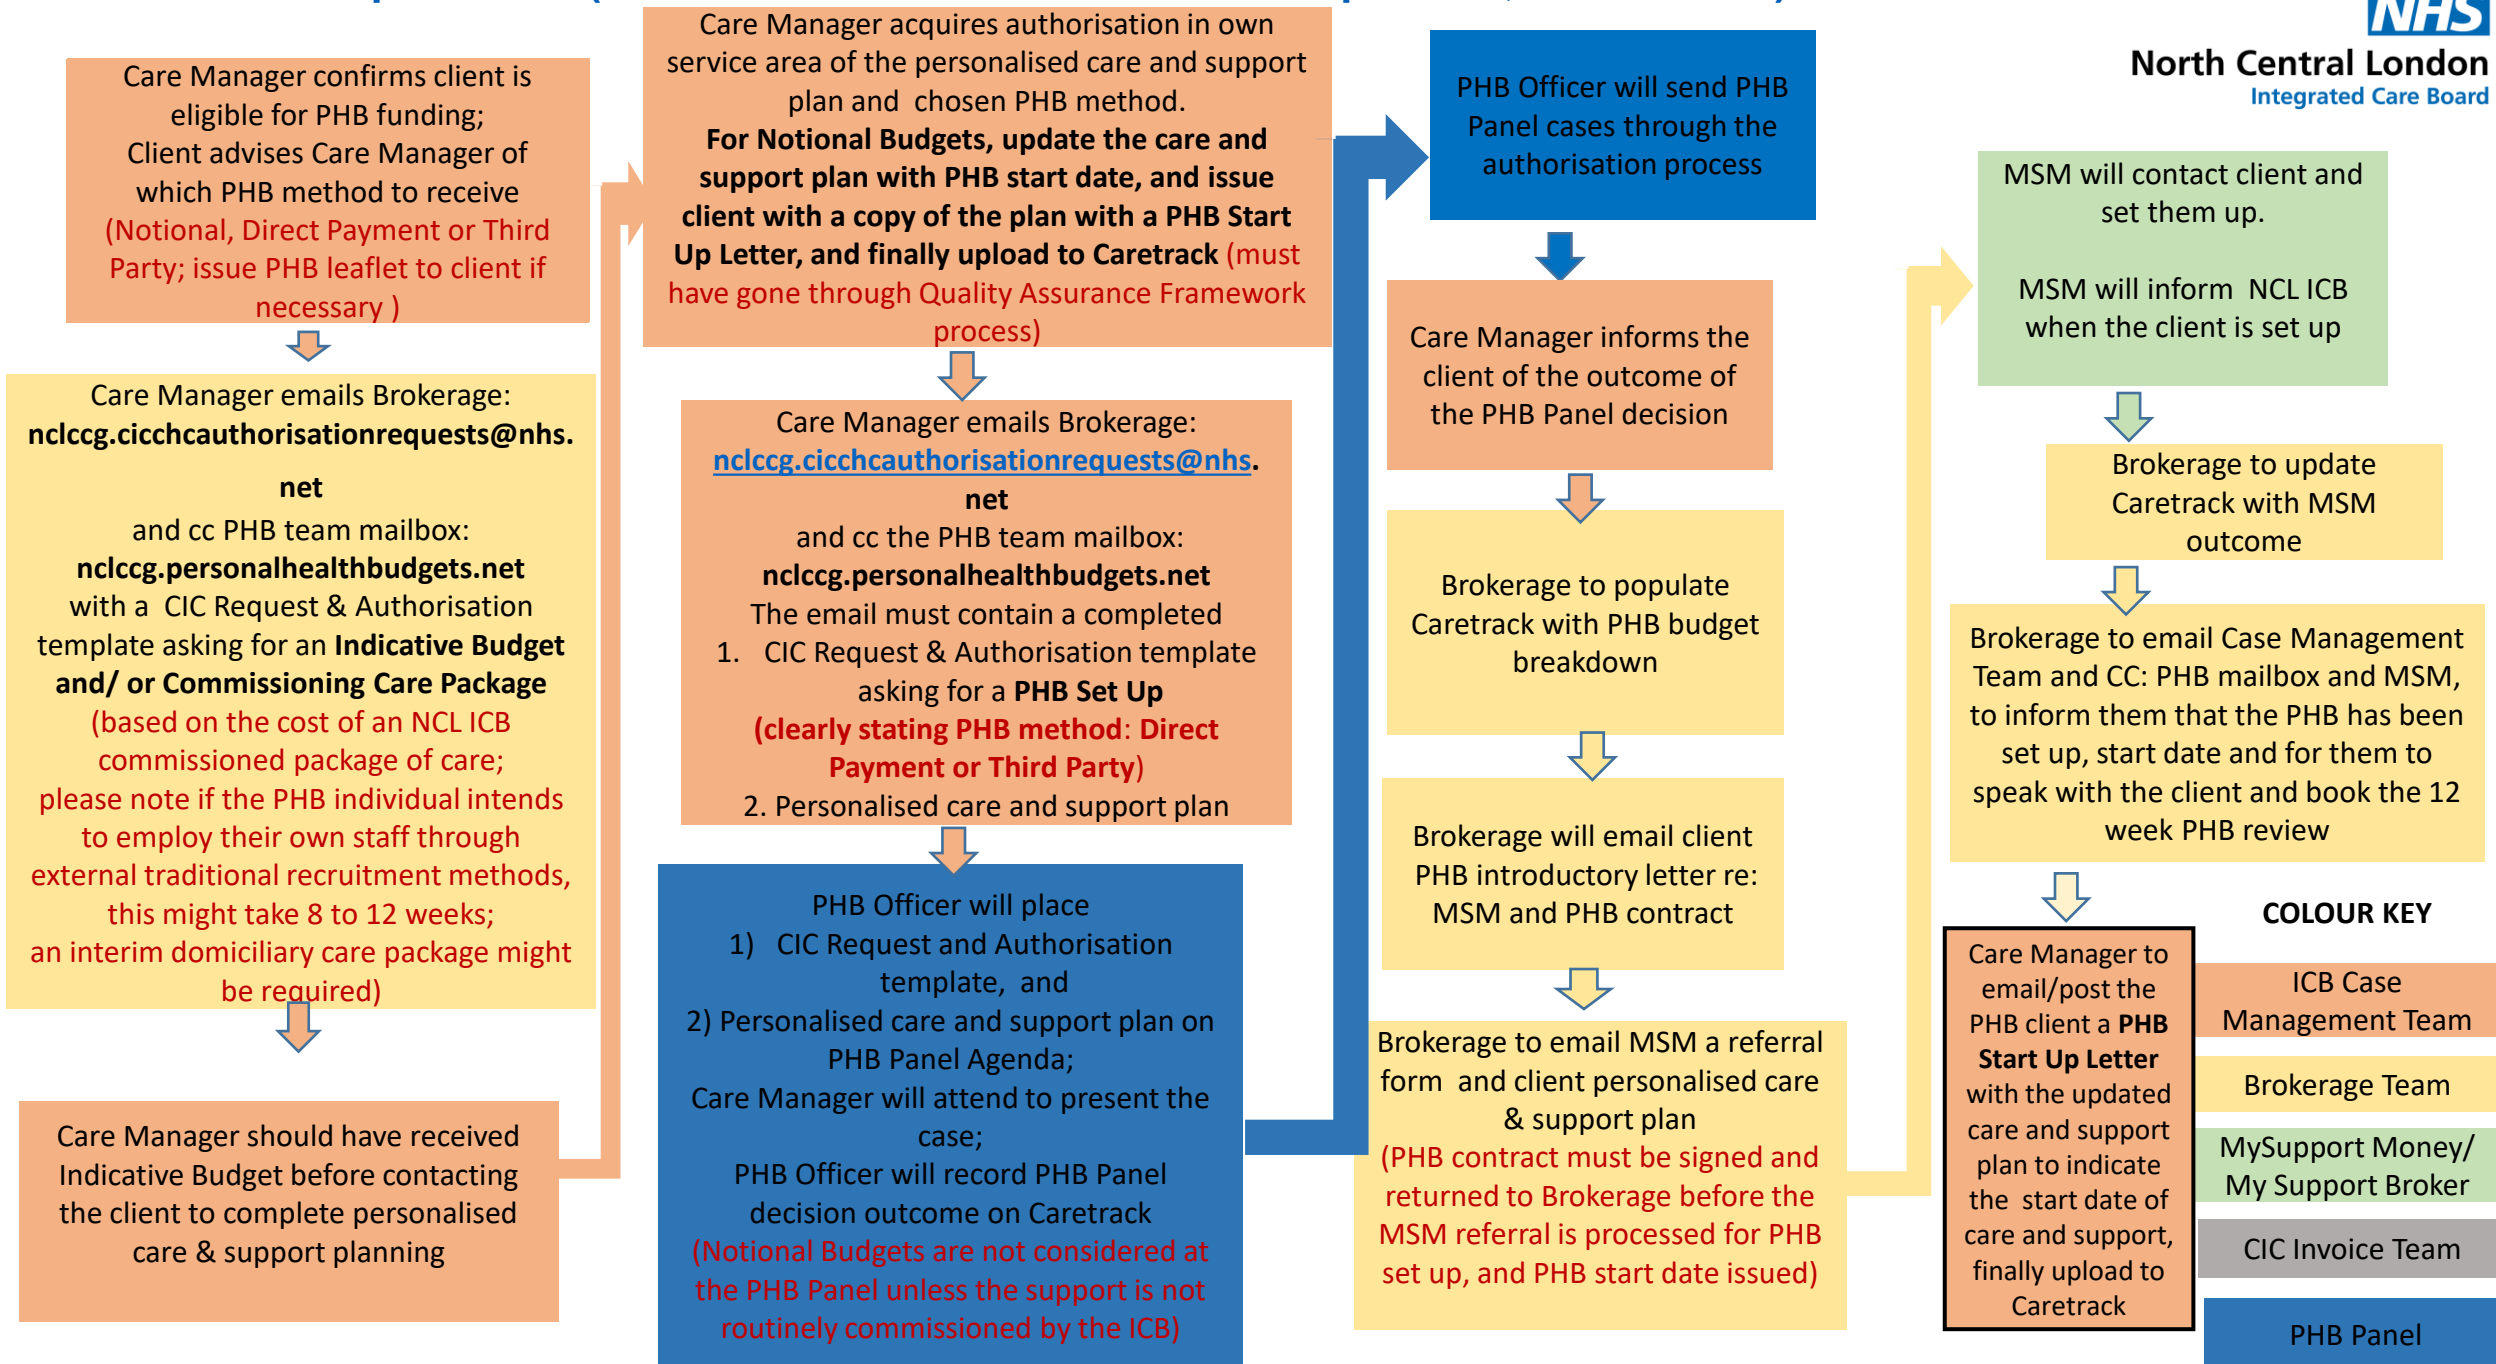 Care Manager confirms client is
eligible for PHB funding;
Client advises Care Manager of
which PHB method to receive
(Notional, Direct Payment or Third
Party; issue PHB leaflet to client if
necessary )
Care Manager emails Brokerage:
nclccg.cicchcauthorisationrequests@nhs.
net
and cc PHB team mailbox:
nclccg.personalhealthbudgets.net
with a CIC Request & Authorisation
template asking for an Indicative Budget
and/ or Commissioning Care Package
(based on the cost of an NCL ICB
commissioned package of care;
please note if the PHB individual intends
to employ their own staff through
external traditional recruitment methods,
this might take 8 to 12 weeks;
an interim domiciliary care package might
be required)
Care Manager should have received
Indicative Budget before contacting
the client to complete personalised
care & support planning
Care Manager acquires authorisation in own
service area of the personalised care and support
plan and chosen PHB method.
For Notional Budgets, update the care and
support plan with PHB start date, and issue
client with a copy of the plan with a PHB Start
Up Letter, and finally upload to Caretrack (must
have gone through Quality Assurance Framework
process)
Care Manager emails Brokerage:
nclccg.cicchcauthorisationrequests@nhs.
net
and cc the PHB team mailbox:
nclccg.personalhealthbudgets.net
The email must contain a completed
1. CIC Request & Authorisation template
asking for a PHB Set Up
(clearly stating PHB method: Direct
Payment or Third Party)
2. Personalised care and support plan
PHB Officer will place
1) CIC Request and Authorisation
template, and
2) Personalised care and support plan on
PHB Panel Agenda;
Care Manager will attend to present the
case;
PHB Officer will record PHB Panel
decision outcome on Caretrack
(Notional Budgets are not considered at
the PHB Panel unless the support is not
routinely commissioned by the ICB)
PHB Officer will send PHB
Panel cases through the
authorisation process
Care Manager informs the
client of the outcome of
the PHB Panel decision
Brokerage to populate
Caretrack with PHB budget
breakdown
Brokerage will email client
PHB introductory letter re:
MSM and PHB contract
Brokerage to email MSM a referral
form and client personalised care
& support plan
(PHB contract must be signed and
returned to Brokerage before the
MSM referral is processed for PHB
set up, and PHB start date issued)
NHS
North Central London
Integrated Care Board
MSM will contact client and
set them up.
MSM will inform NCL ICB
when the client is set up
Brokerage to update
Caretrack with MSM
outcome
Brokerage to email Case Management
Team and CC: PHB mailbox and MSM,
to inform them that the PHB has been
set up, start date and for them to
speak with the client and book the 12
week PHB review
Care Manager to
email/post the
PHB client a PHB
Start Up Letter
with the updated
care and support
plan to indicate
the start date of
care and support,
finally upload to
Caretrack
COLOUR KEY
ICB Case
Management Team
Brokerage Team
MySupport Money/
My Support Broker
CIC Invoice Team
PHB Panel